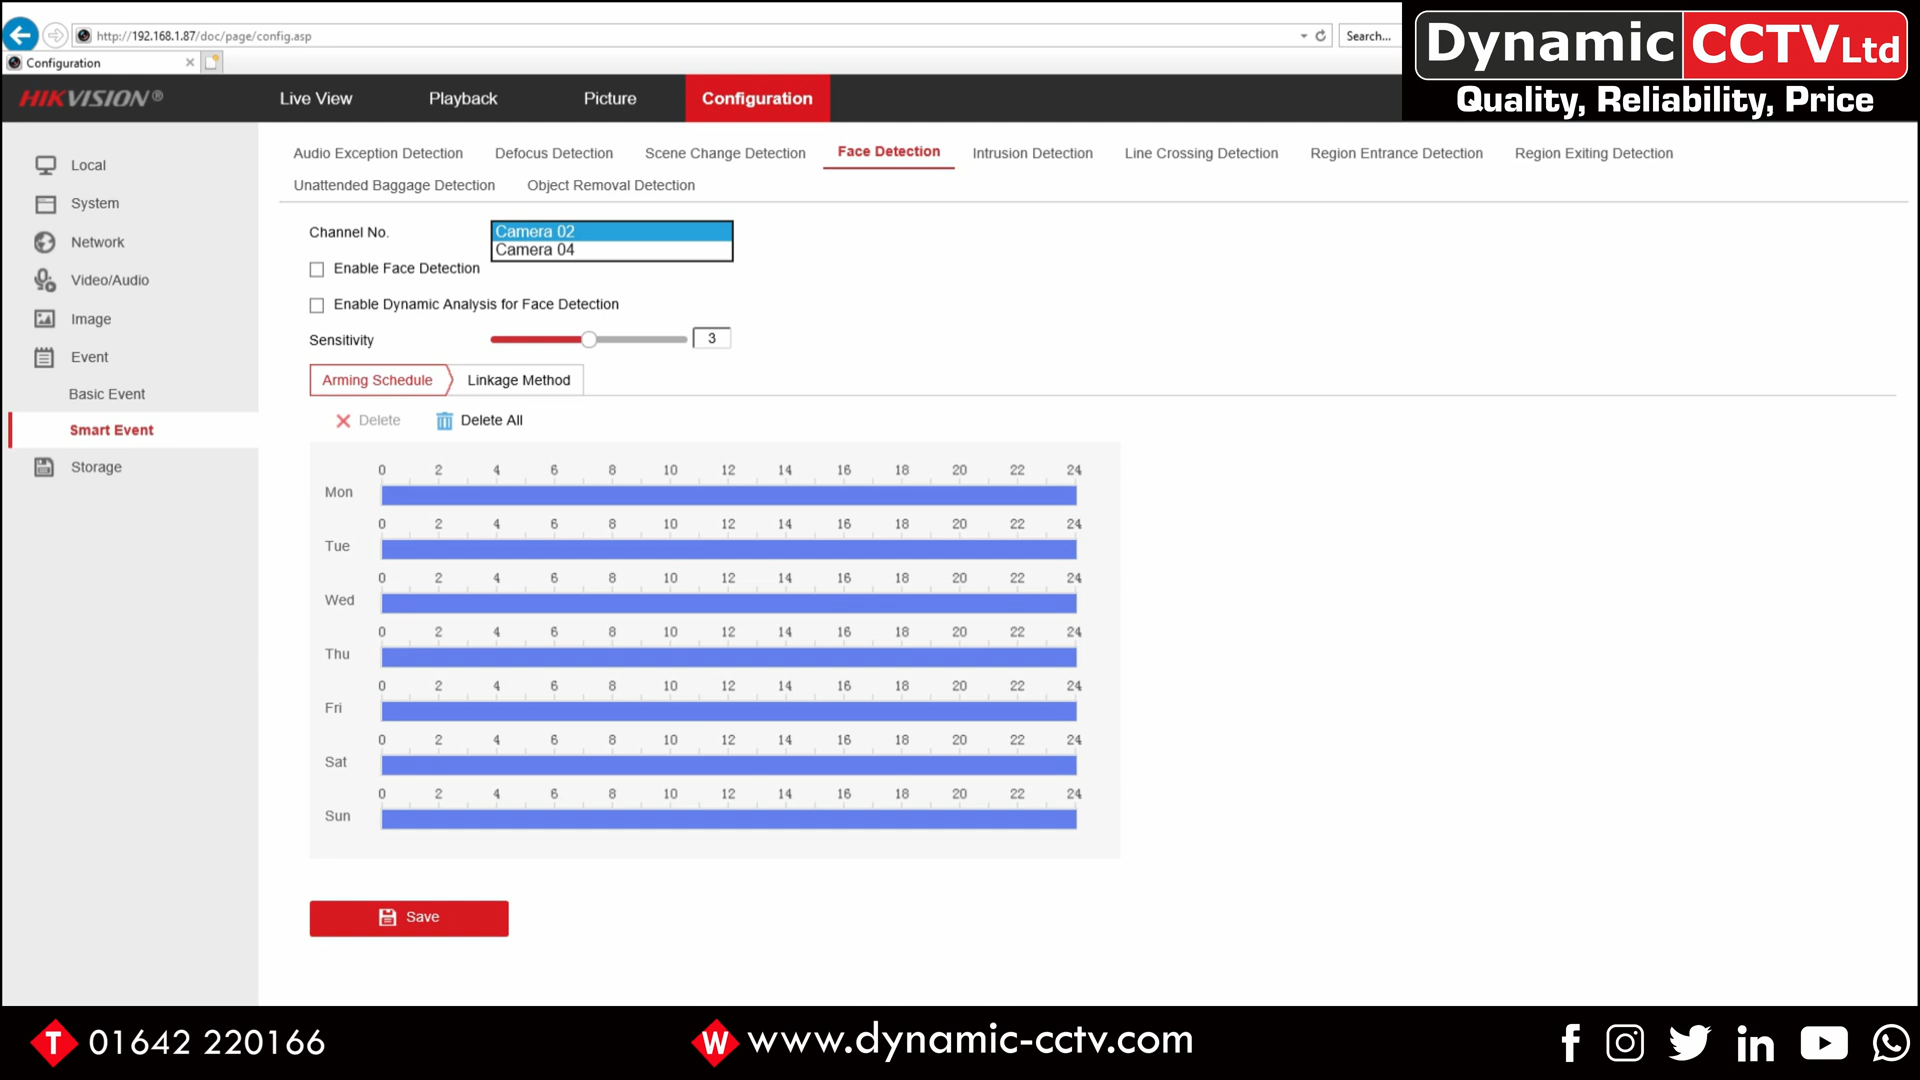 http://192.168.1.87/doc/page/config.asp
Search...
Configuration
Dynamic CCTV Ltd
Quality, Reliability, Price
HIKVISION®
Live View
Playback
Picture
Configuration
Local
System
Network
Video/Audio
Image
Event
Basic Event
Smart Event
Storage
Audio Exception Detection
Defocus Detection
Scene Change Detection
Face Detection
Intrusion Detection
Line Crossing Detection
Region Entrance Detection
Region Exiting Detection
Unattended Baggage Detection
Object Removal Detection
Channel No.
Camera 02
Camera 04
Enable Face Detection
Enable Dynamic Analysis for Face Detection
Sensitivity
3
Arming Schedule
Linkage Method
Delete
Delete All
0 2 4 6 8 10 12 14 16 18 20 22 24
Mon
0 2 4 6 8 10 12 14 16 18 20 22 24
Tue
0 2 4 6 8 10 12 14 16 18 20 22 24
Wed
0 2 4 6 8 10 12 14 16 18 20 22 24
Thu
0 2 4 6 8 10 12 14 16 18 20 22 24
Fri
0 2 4 6 8 10 12 14 16 18 20 22 24
Sat
0 2 4 6 8 10 12 14 16 18 20 22 24
Sun
Save
T 01642 220166
W www.dynamic-cctv.com